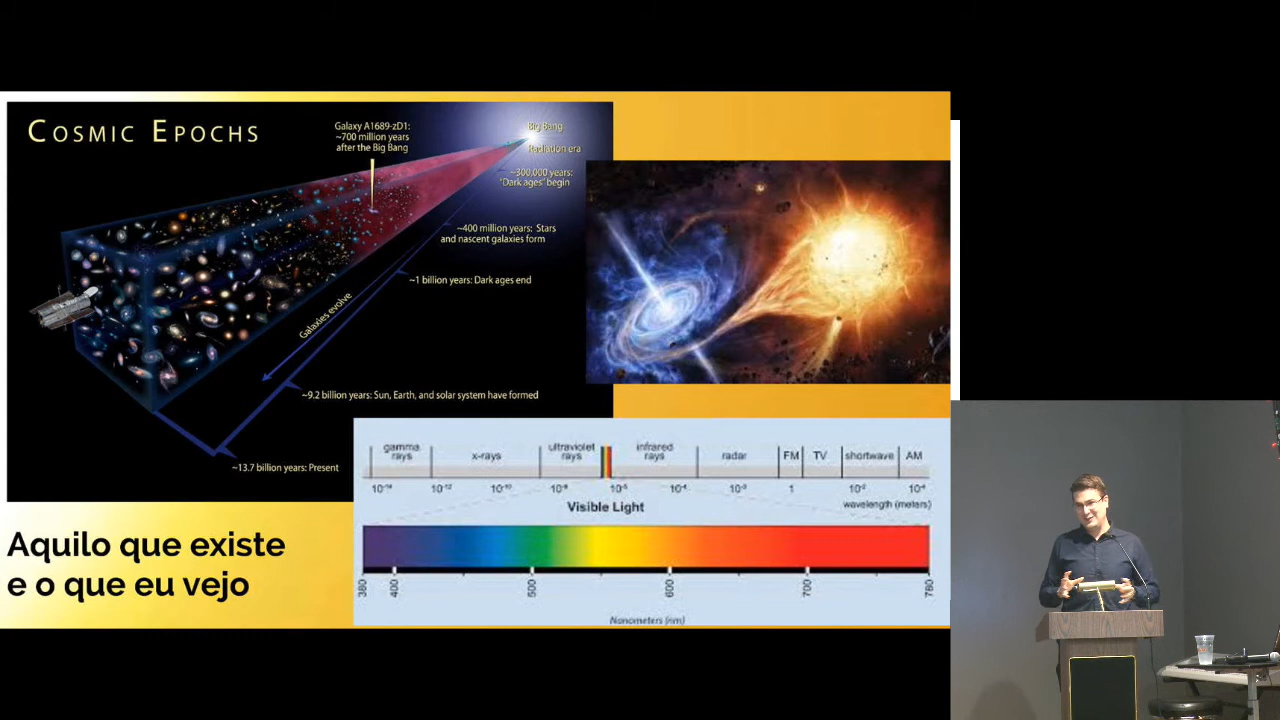 COSMIC EPOCHS
Galaxy A1689-zD1:
~700 million years
after the Big Bang
Big Bang
Radiation era
~300,000 years:
"Dark ages" begin
~400 million years: Stars
and nascent galaxies form
~1 billion years: Dark ages end
Galaxies evolve
~9.2 billion years: Sun, Earth, and solar system have formed
~13.7 billion years: Present
gamma
rays
x-rays
ultraviolet
rays
infrared
rays
radar
FM
TV
shortwave
AM
10⁻¹⁴
10⁻¹²
10⁻¹⁰
10⁻⁸
10⁻⁶
10⁻⁴
10⁻²
1
10⁻²
10⁻⁴
wavelength (meters)
Visible Light
380
400
500
600
700
780
Nanometers (nm)
Aquilo que existe
e o que eu vejo